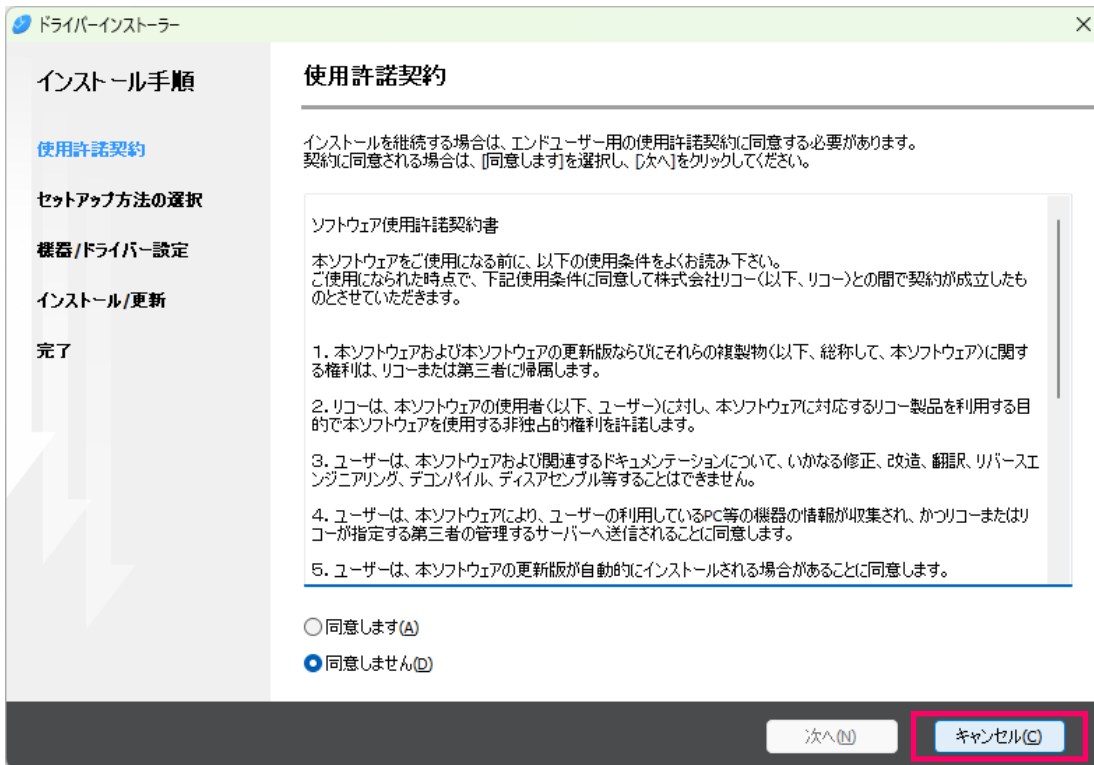 ドライバーインストーラー
インストール手順
使用許諾契約
セットアップ方法の選択
機器/ドライバー設定
インストール/更新
完了
使用許諾契約
インストールを継続する場合は、エンドユーザー用の使用許諾契約に同意する必要があります。
契約に同意される場合は、[同意します]を選択し、[次へ]をクリックしてください。
ソフトウェア使用許諾契約書
本ソフトウェアをご使用になる前に、以下の使用条件をよくお読み下さい。
ご使用になられた時点で、下記使用条件に同意して株式会社リコー(以下、リコー)との間で契約が成立したも
のとさせていただきます。
1. 本ソフトウェアおよび本ソフトウェアの更新版ならびにそれらの複製物(以下、総称して、本ソフトウェア)に関す
る権利は、リコーまたは第三者に帰属します。
2. リコーは、本ソフトウェアの使用者(以下、ユーザー)に対し、本ソフトウェアに対応するリコー製品を利用する目
的で本ソフトウェアを使用する非独占的権利を許諾します。
3. ユーザーは、本ソフトウェアおよび関連するドキュメンテーションについて、いかなる修正、改造、翻訳、リバースエ
ンジニアリング、デコンパイル、ディスアセンブル等することはできません。
4. ユーザーは、本ソフトウェアにより、ユーザーの利用しているPC等の機器の情報が収集され、かつリコーまたはリ
コーが指定する第三者の管理するサーバーへ送信されることに同意します。
5. ユーザーは、本ソフトウェアの更新版が自動的にインストールされる場合があることに同意します。
同意します(A)
同意しません(D)
次へ(N)
キャンセル(C)